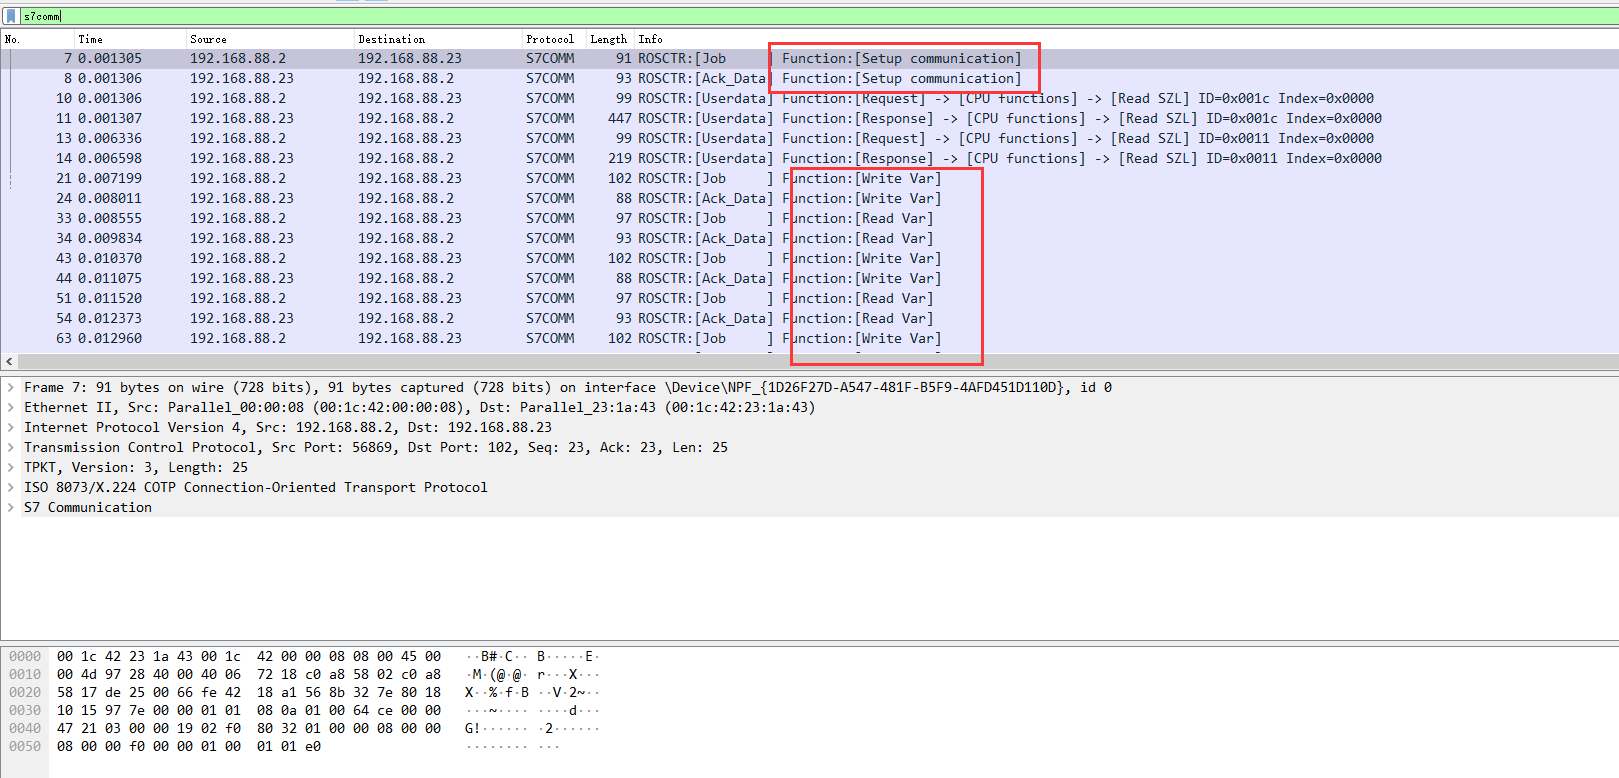 s7comm
No. Time Source Destination Protocol Length Info
7 0.001305 192.168.88.2 192.168.88.23 S7COMM 91 ROSCTR:[Job ] Function:[Setup communication]
8 0.001306 192.168.88.23 192.168.88.2 S7COMM 93 ROSCTR:[Ack_Data] Function:[Setup communication]
10 0.001306 192.168.88.2 192.168.88.23 S7COMM 99 ROSCTR:[Userdata] Function:[Request] -> [CPU functions] -> [Read SZL] ID=0x001c Index=0x0000
11 0.001307 192.168.88.23 192.168.88.2 S7COMM 447 ROSCTR:[Userdata] Function:[Response] -> [CPU functions] -> [Read SZL] ID=0x001c Index=0x0000
13 0.006336 192.168.88.2 192.168.88.23 S7COMM 99 ROSCTR:[Userdata] Function:[Request] -> [CPU functions] -> [Read SZL] ID=0x0011 Index=0x0000
14 0.006598 192.168.88.23 192.168.88.2 S7COMM 219 ROSCTR:[Userdata] Function:[Response] -> [CPU functions] -> [Read SZL] ID=0x0011 Index=0x0000
21 0.007199 192.168.88.2 192.168.88.23 S7COMM 102 ROSCTR:[Job ] Function:[Write Var]
24 0.008011 192.168.88.23 192.168.88.2 S7COMM 88 ROSCTR:[Ack_Data] Function:[Write Var]
33 0.008555 192.168.88.2 192.168.88.23 S7COMM 97 ROSCTR:[Job ] Function:[Read Var]
34 0.009834 192.168.88.23 192.168.88.2 S7COMM 93 ROSCTR:[Ack_Data] Function:[Read Var]
43 0.010370 192.168.88.2 192.168.88.23 S7COMM 102 ROSCTR:[Job ] Function:[Write Var]
44 0.011075 192.168.88.23 192.168.88.2 S7COMM 88 ROSCTR:[Ack_Data] Function:[Write Var]
51 0.011520 192.168.88.2 192.168.88.23 S7COMM 97 ROSCTR:[Job ] Function:[Read Var]
54 0.012373 192.168.88.23 192.168.88.2 S7COMM 93 ROSCTR:[Ack_Data] Function:[Read Var]
63 0.012960 192.168.88.2 192.168.88.23 S7COMM 102 ROSCTR:[Job ] Function:[Write Var]
Frame 7: 91 bytes on wire (728 bits), 91 bytes captured (728 bits) on interface \Device\NPF_{1D26F27D-A547-481F-B5F9-4AFD451D110D}, id 0
Ethernet II, Src: Parallel_00:00:08 (00:1c:42:00:00:08), Dst: Parallel_23:1a:43 (00:1c:42:23:1a:43)
Internet Protocol Version 4, Src: 192.168.88.2, Dst: 192.168.88.23
Transmission Control Protocol, Src Port: 56869, Dst Port: 102, Seq: 23, Ack: 23, Len: 25
TPKT, Version: 3, Length: 25
ISO 8073/X.224 COTP Connection-Oriented Transport Protocol
S7 Communication
0000 00 1c 42 23 1a 43 00 1c 42 00 00 08 08 00 45 00 ··B#·C·· B·····E·
0010 00 4d 97 28 40 00 40 06 72 18 c0 a8 58 02 c0 a8 ·M·(@·@· r···X···
0020 58 17 de 25 00 66 fe 42 18 a1 56 8b 32 7e 80 18 X··%·f·B ··V·2~··
0030 10 15 97 7e 00 00 01 01 08 0a 01 00 64 ce 00 00 ···~···· ····d···
0040 47 21 03 00 00 19 02 f0 80 32 01 00 00 08 00 00 G!······ ·2······
0050 08 00 00 f0 00 00 01 00 01 01 e0 ········ ···